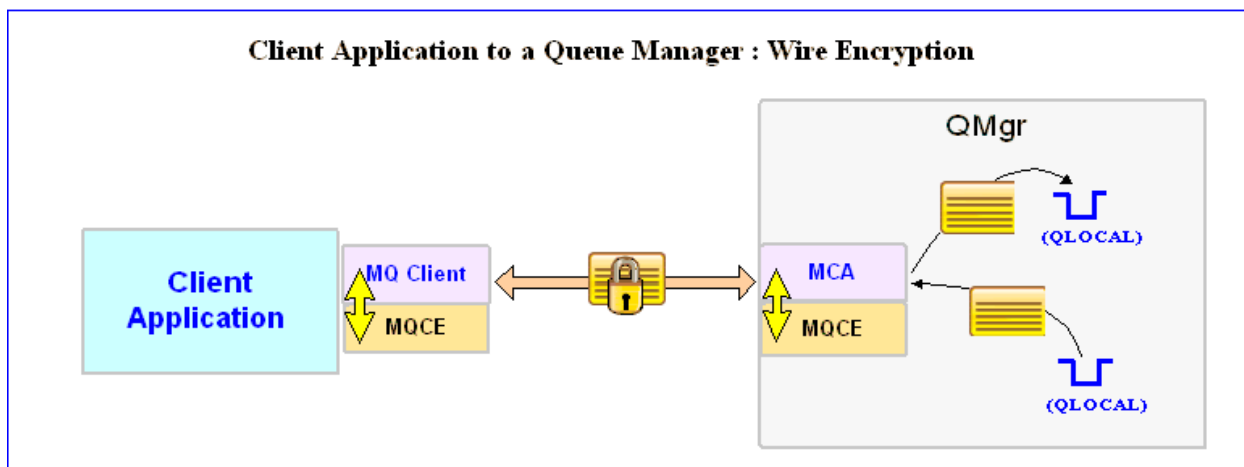 Client Application to a Queue Manager : Wire Encryption
QMgr
(QLOCAL)
Client
Application
MQ Client
MQCE
MCA
MQCE
(QLOCAL)